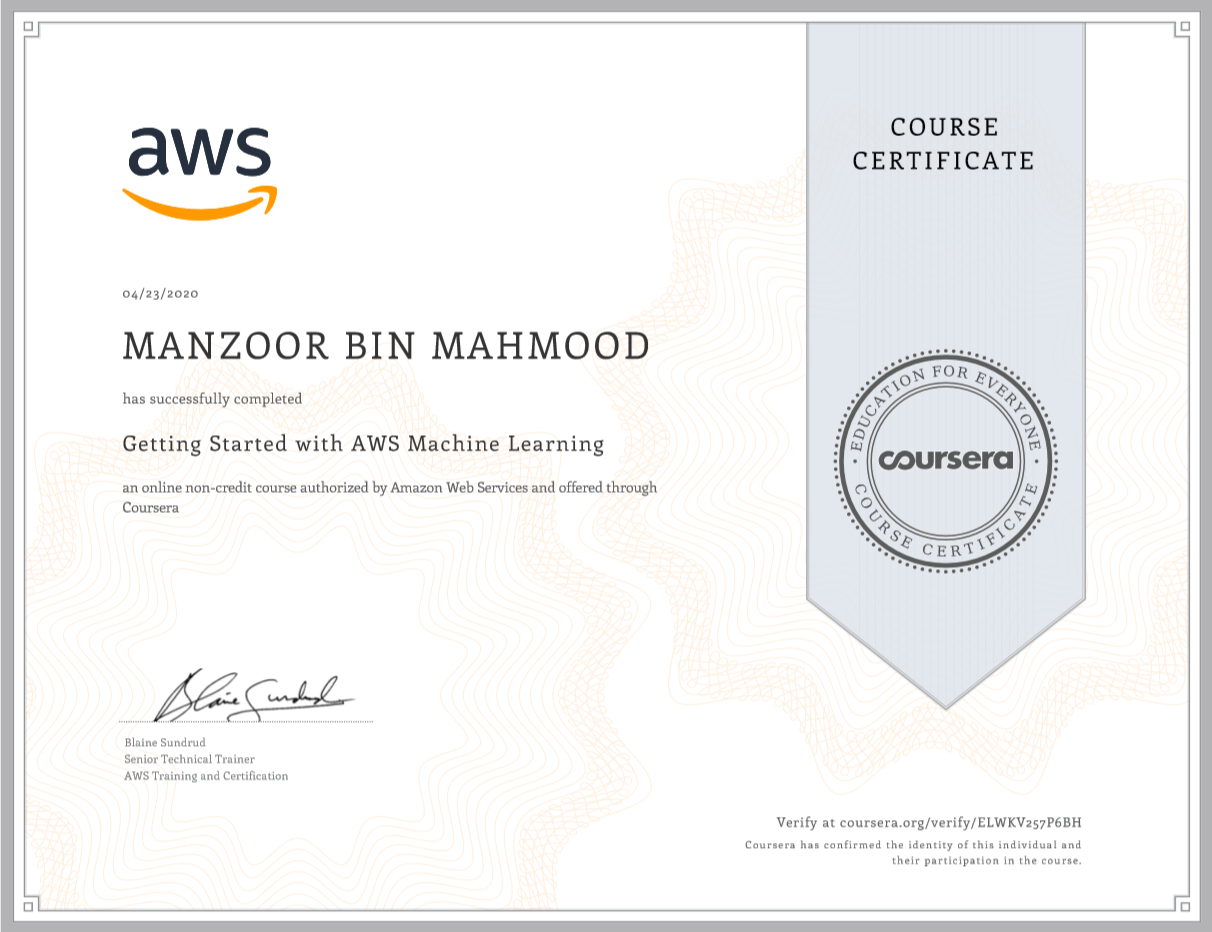 aws
COURSE
CERTIFICATE
04/23/2020
MANZOOR BIN MAHMOOD
has successfully completed
Getting Started with AWS Machine Learning
an online non-credit course authorized by Amazon Web Services and offered through
Coursera
EDUCATION FOR EVERYONE
coursera
COURSE CERTIFICATE
Blaine Sundrud
Blaine Sundrud
Senior Technical Trainer
AWS Training and Certification
Verify at coursera.org/verify/ELWKV257P6BH
Coursera has confirmed the identity of this individual and
their participation in the course.